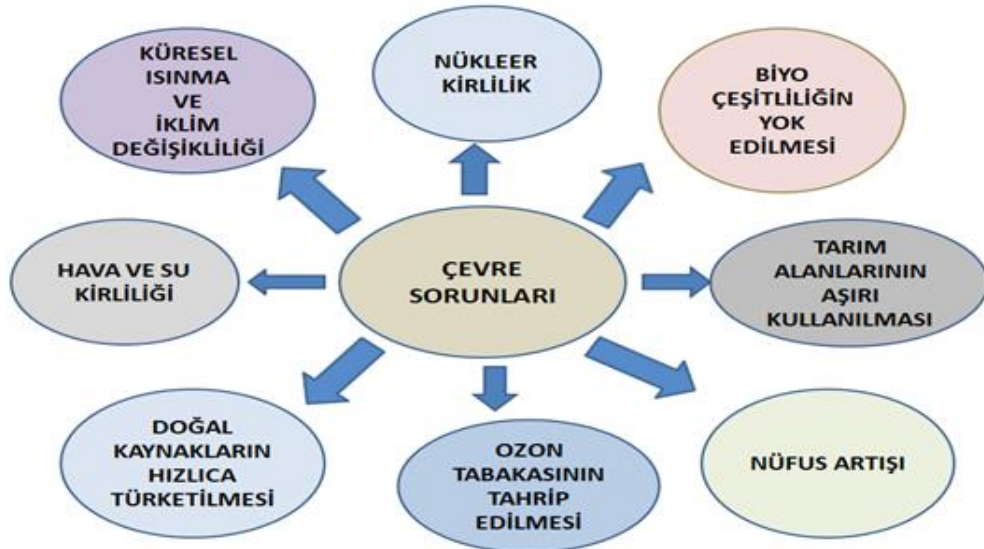 KÜRESEL
ISINMA
VE
İKLİM
DEĞİŞİKLİLİĞİ
NÜKLEER
KİRLİLİK
BİYO
ÇEŞİTLİLİĞİN
YOK
EDİLMESİ
HAVA VE SU
KİRLİLİĞİ
ÇEVRE
SORUNLARI
TARIM
ALANLARININ
AŞIRI
KULLANILMASI
DOĞAL
KAYNAKLARIN
HIZLICA
TÜRKETİLMESİ
OZON
TABAKASININ
TAHRİP
EDİLMESİ
NÜFUS ARTIŞI